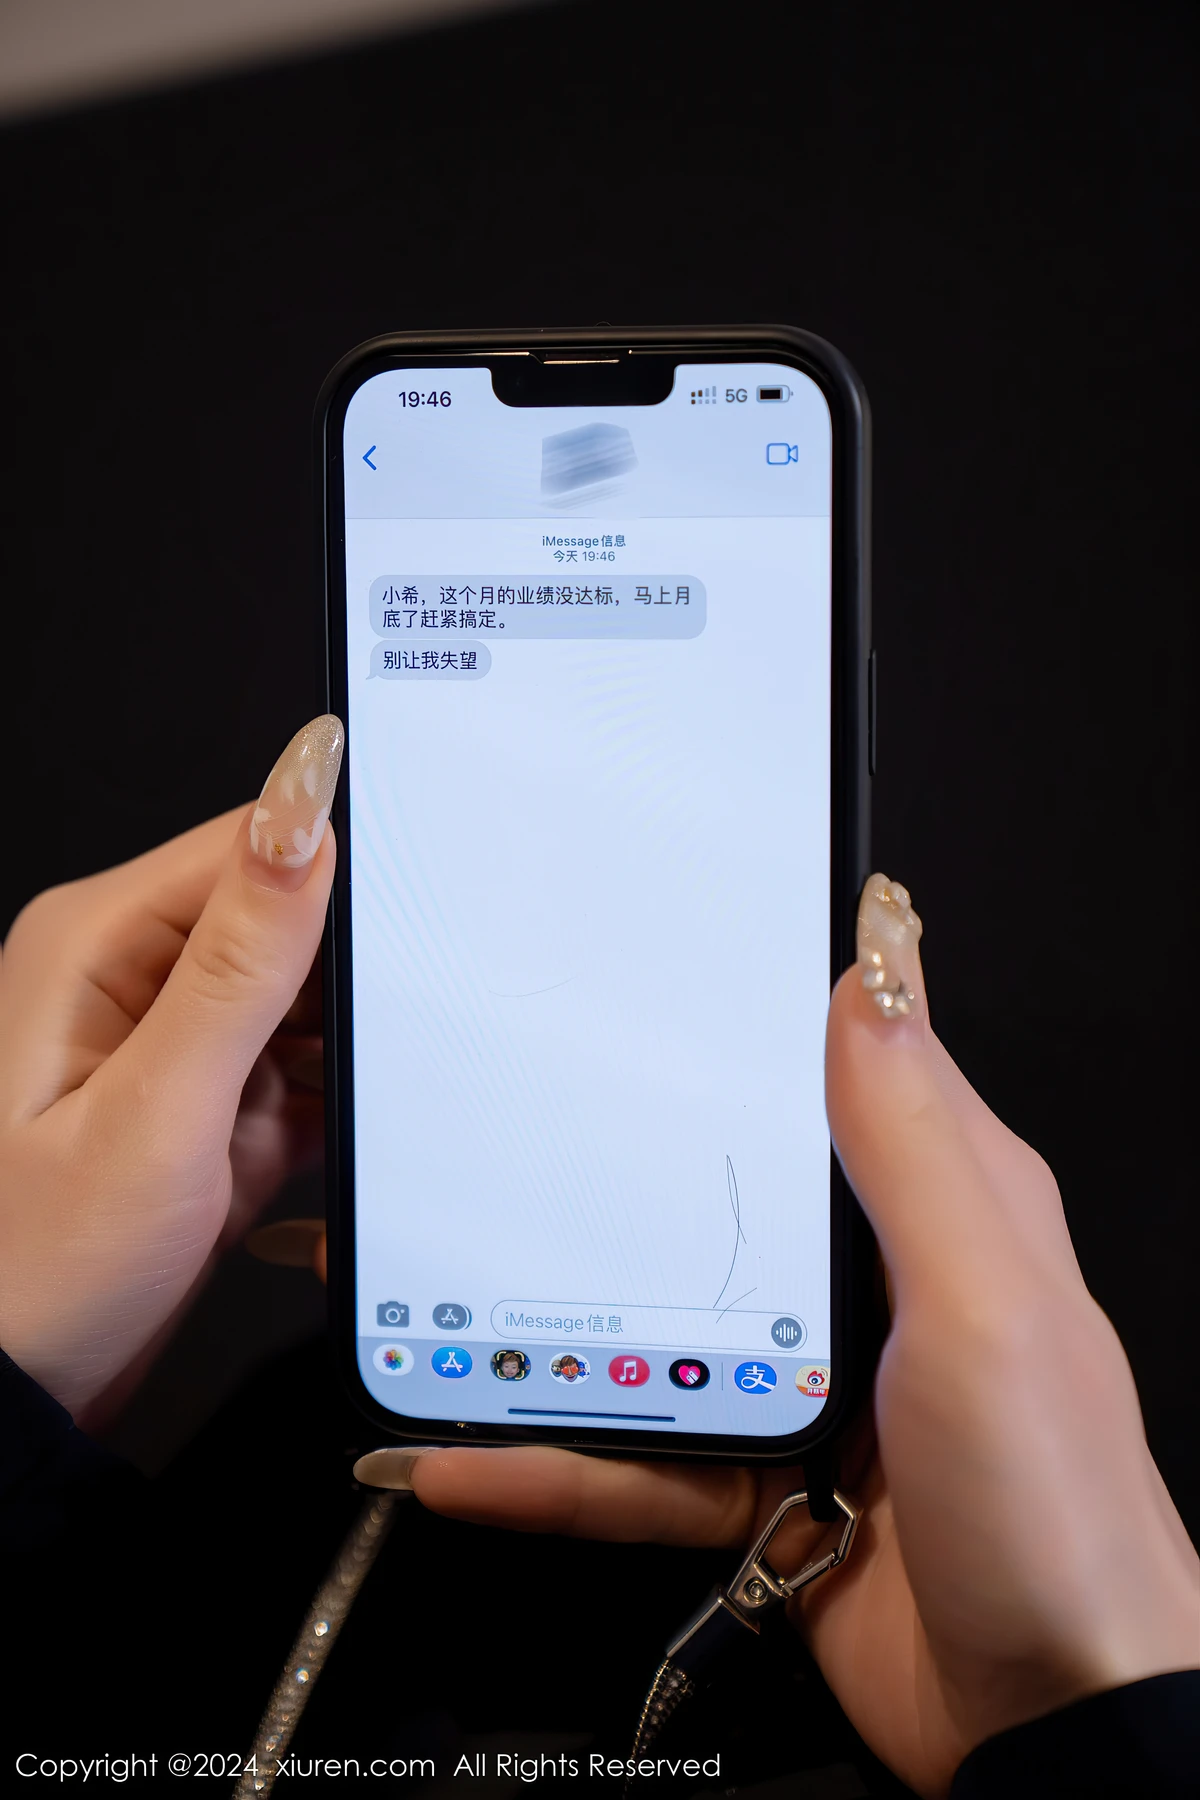 19:46
5G
iMessage信息
今天 19:46
小希，这个月的业绩没达标，马上月
底了赶紧搞定。
别让我失望
iMessage信息
支
Copyright @2024 xiuren.com All Rights Reserved